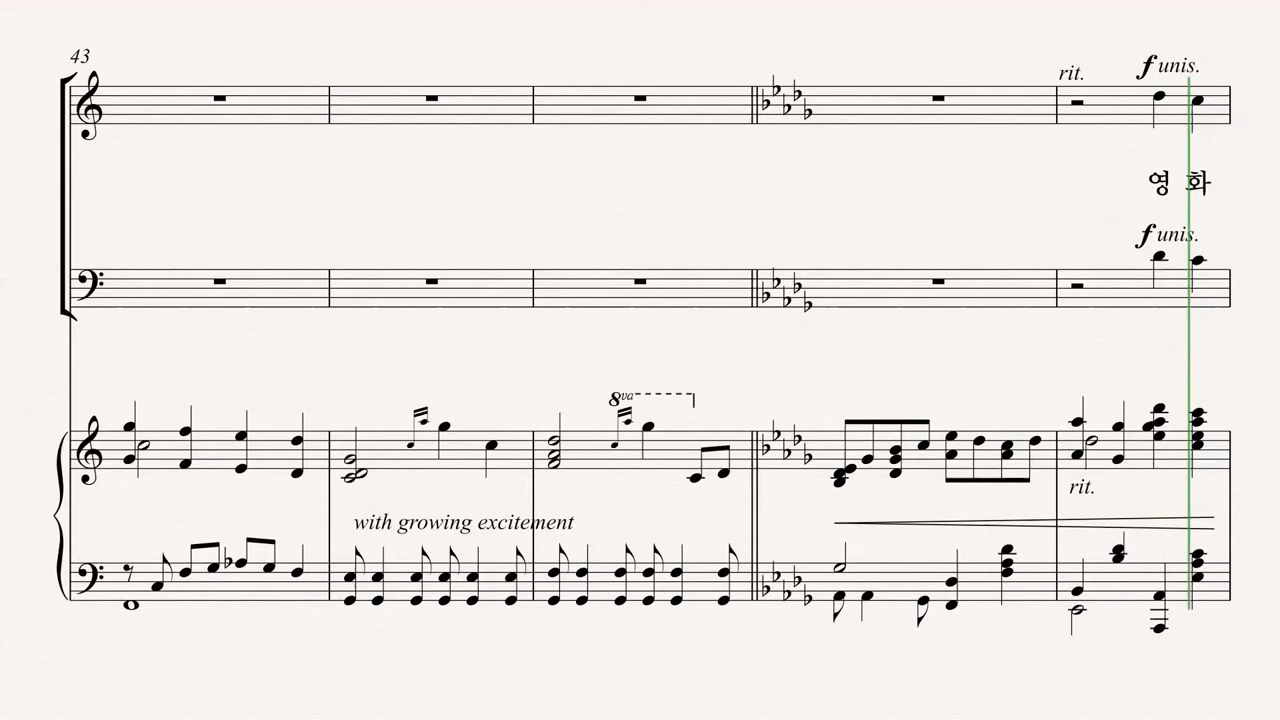 43
rit.
f unis.
영 화
f unis.
8va
rit.
with growing excitement